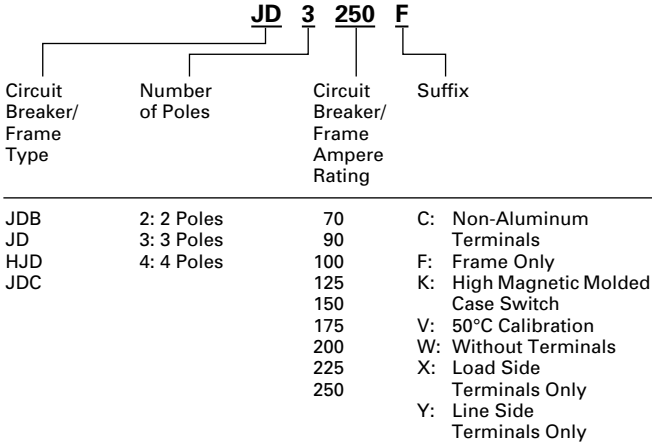 JD 3 250 F
Circuit Breaker/ Frame Type
Number of Poles
Circuit Breaker/ Frame Ampere Rating
Suffix
JDB
JD
HJD
JDC
2: 2 Poles
3: 3 Poles
4: 4 Poles
70
90
100
125
150
175
200
225
250
C: Non-Aluminum
Terminals
F: Frame Only
K: High Magnetic Molded
Case Switch
V: 50°C Calibration
W: Without Terminals
X: Load Side
Terminals Only
Y: Line Side
Terminals Only